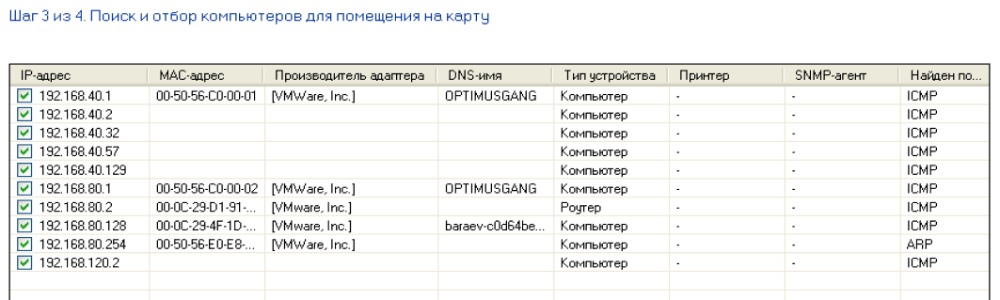 Шаг 3 из 4. Поиск и отбор компьютеров для помещения на карту
IP-адрес MAC-адрес Производитель адаптера DNS-имя Тип устройства Принтер SNMP-агент Найден по...
192.168.40.1 00-50-56-C0-00-01 [VMWare, Inc.] OPTIMUSGANG Компьютер - - ICMP
192.168.40.2 Компьютер - - ICMP
192.168.40.32 Компьютер - - ICMP
192.168.40.57 Компьютер - - ICMP
192.168.40.129 Компьютер - - ICMP
192.168.80.1 00-50-56-C0-00-02 [VMWare, Inc.] OPTIMUSGANG Компьютер - - ICMP
192.168.80.2 00-0C-29-D1-91-... [VMware, Inc.] Роутер - - ICMP
192.168.80.128 00-0C-29-4F-1D-... [VMware, Inc.] baraev-c0d64be... Компьютер - - ICMP
192.168.80.254 00-50-56-E0-E8-... [VMWare, Inc.] Компьютер - - ARP
192.168.120.2 Компьютер - - ICMP